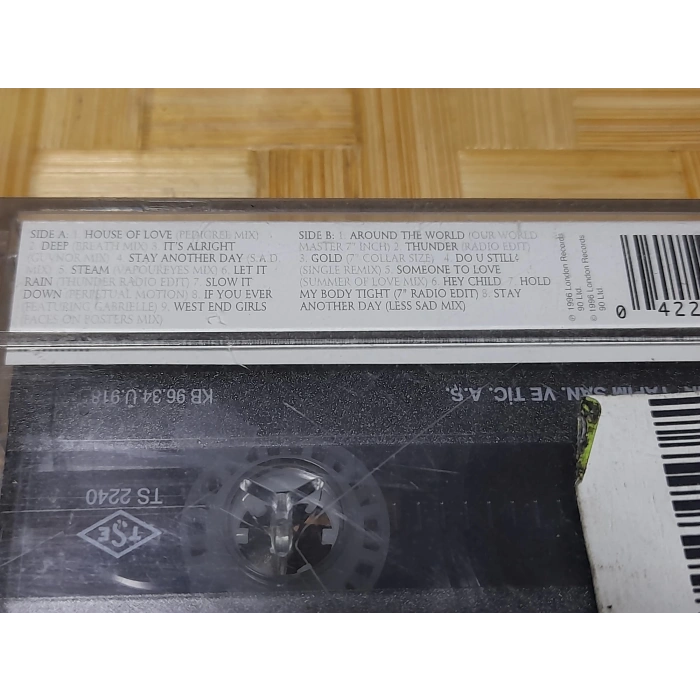 SIDE A: 1. HOUSE OF LOVE (PEDIGREE MIX)
2. DEEP (BREATH MIX) 3. IT'S ALRIGHT
4. STAY ANOTHER DAY (S.A.D.
MIX) 5. STEAM (VAPOUREYES MIX) 6. LET IT
RAIN (THUNDER RADIO EDIT) 7. SLOW IT
DOWN (PERPETUAL MOTION) 8. IF YOU EVER
(FEATURING GABRIELLE) 9. WEST END GIRLS
(FACES ON POSTERS MIX)
SIDE B: 1. AROUND THE WORLD (OUR WORLD
MASTER 7" INCH) 2. THUNDER (RADIO EDIT)
3. GOLD (7" COLLAR SIZE) 4. DO U STILL?
(SINGLE REMIX) 5. SOMEONE TO LOVE
(SUMMER OF LOVE MIX) 6. HEY CHILD 7. HOLD
MY BODY TIGHT (7" RADIO EDIT) 8. STAY
ANOTHER DAY (LESS SAD MIX)
℗ 1996 London Records
90 Ltd
© 1996 London Records
90 Ltd
0 422
SAN. VE TİC. A.Ş.
KB 96.34.Ü.918
TS 2240
TSE